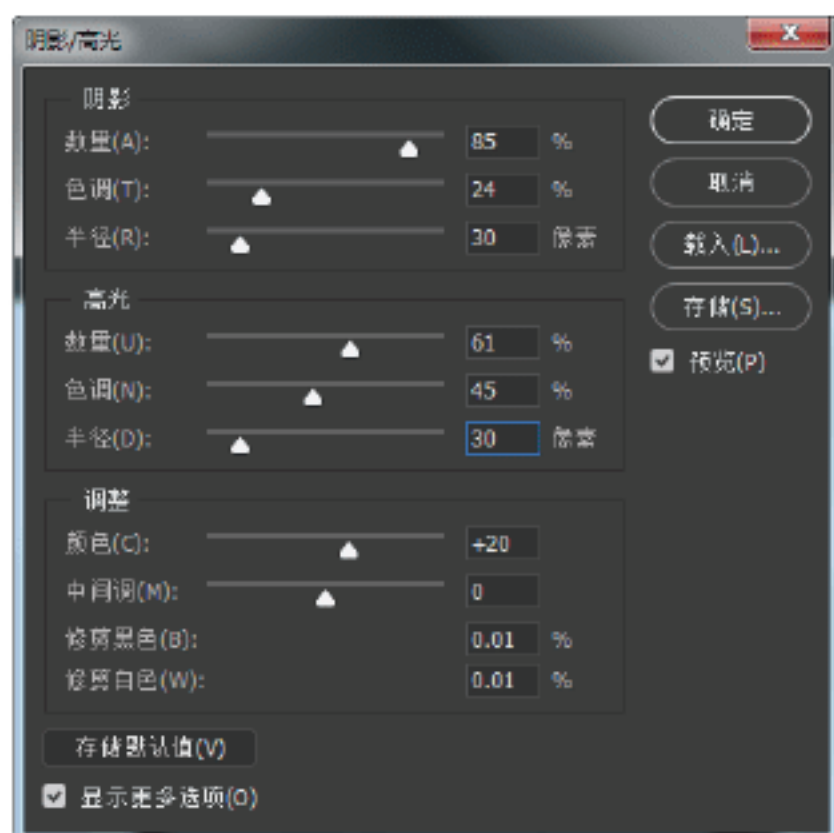 阴影/高光
x
阴影
数量(A): 85 %
色调(T): 24 %
半径(R): 30 像素
高光
数量(U): 61 %
色调(N): 45 %
半径(D): 30 像素
调整
颜色(C): +20
中间调(M): 0
修剪黑色(B): 0.01 %
修剪白色(W): 0.01 %
存储默认值(V)
显示更多选项(O)
确定
取消
载入(L)...
存储(S)...
预览(P)